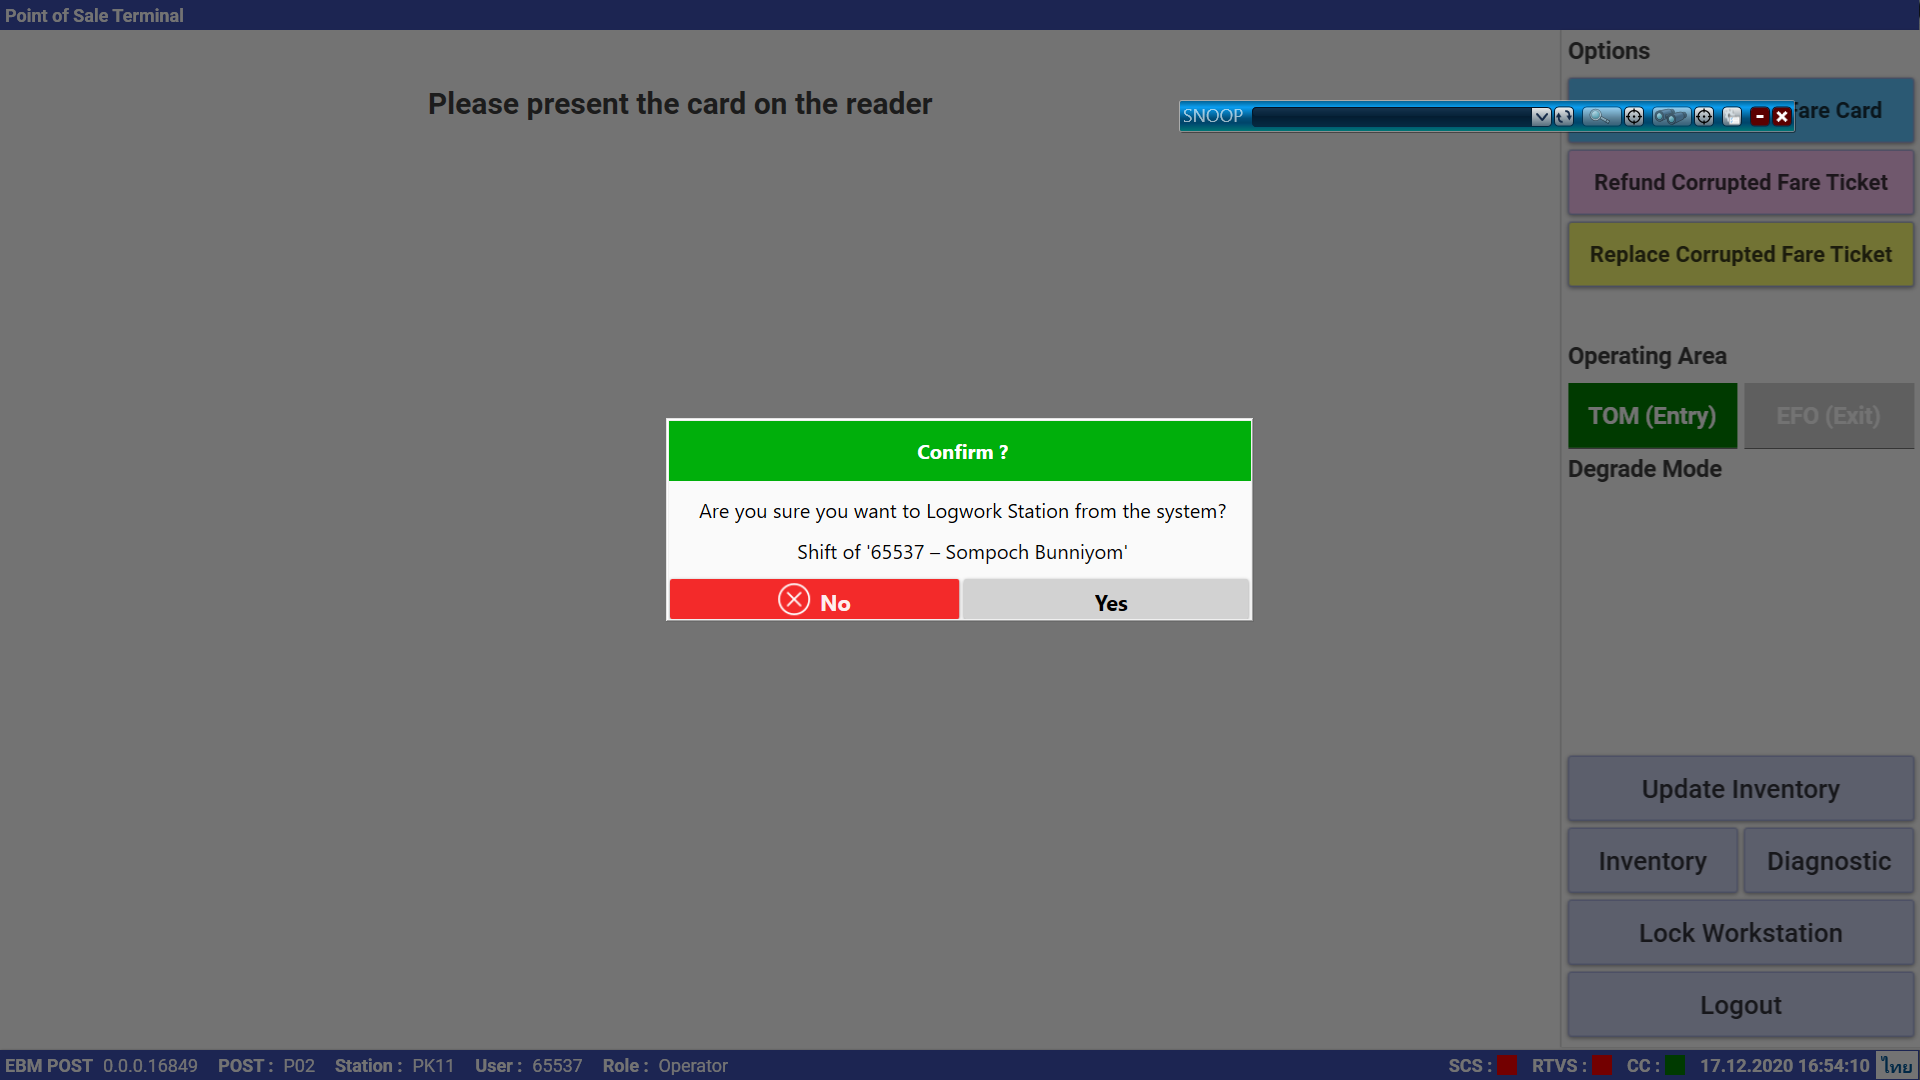 Point of Sale Terminal
Please present the card on the reader
Options
SNOOP
Fare Card
Refund Corrupted Fare Ticket
Replace Corrupted Fare Ticket
Operating Area
TOM (Entry)
EFO (Exit)
Degrade Mode
Confirm ?
Are you sure you want to Logwork Station from the system?
Shift of '65537 – Sompoch Bunniyom'
No
Yes
Update Inventory
Inventory
Diagnostic
Lock Workstation
Logout
EBM POST 0.0.0.16849 POST : P02 Station : PK11 User : 65537 Role : Operator SCS : RTVS : CC : 17.12.2020 16:54:10 ไทย